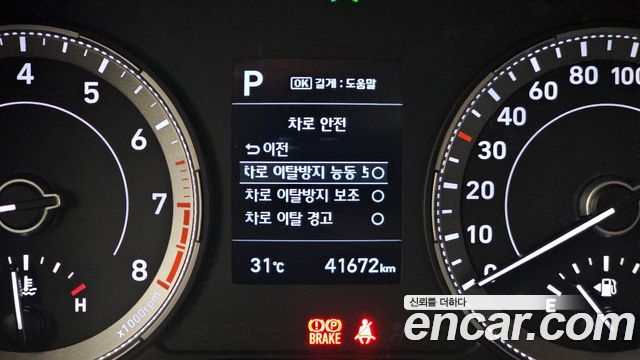 P
OK 길게 : 도움말
차로 안전
이전
차로 이탈방지 능동
차로 이탈방지 보조
차로 이탈 경고
31℃ 41672km
4
5
6
7
8
x1000rpm
H
100
80
60
40
30
20
0
E
P
BRAKE
신뢰를 더하다
encar.com